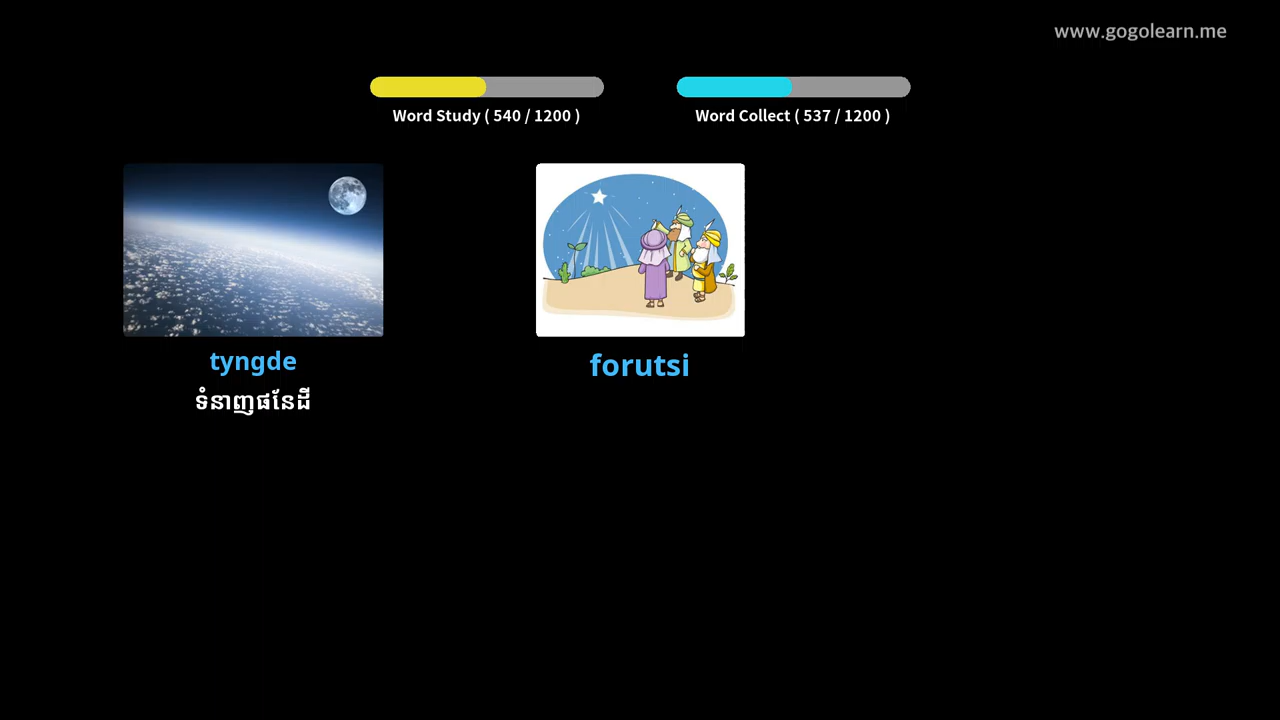 www.gogolearn.me
Word Study ( 540 / 1200 )
Word Collect ( 537 / 1200 )
tyngde
ទំនាញផែនដី
forutsi